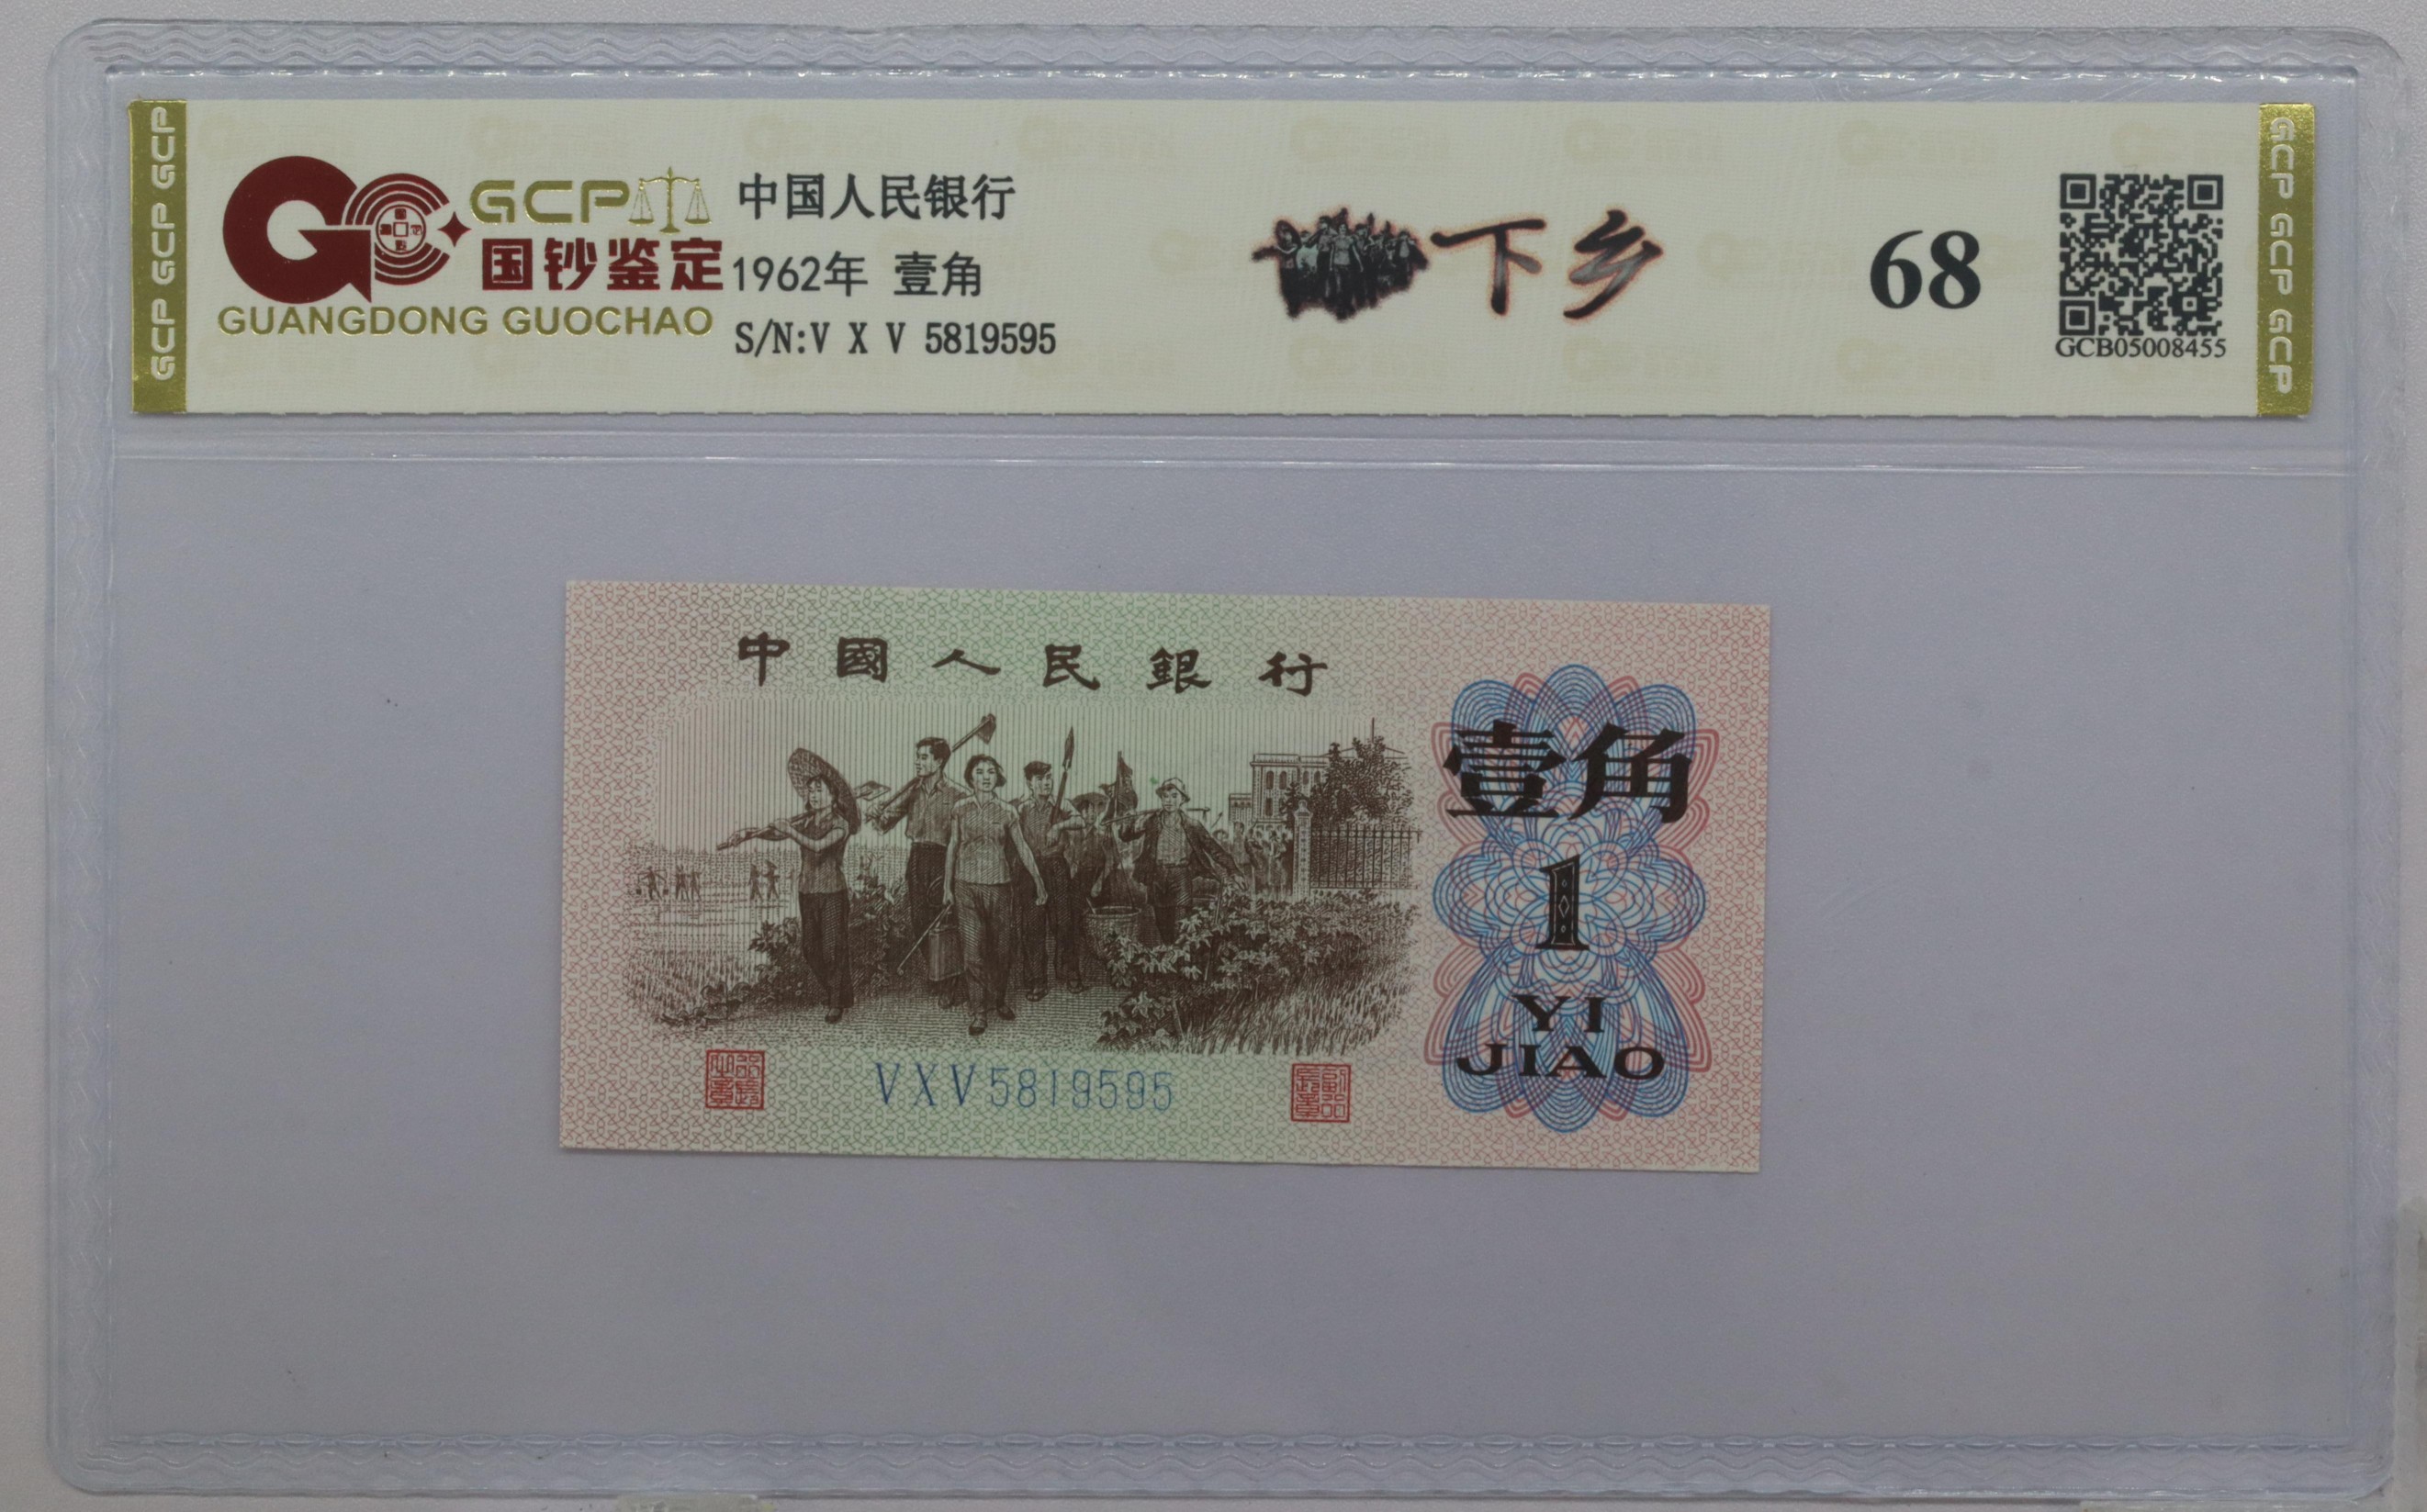 GCP GCP GCP
GCP
国钞鉴定
GUANGDONG GUOCHAO
中国人民银行
1962年 壹角
S/N:V X V 5819595
下乡
68
GCB05008455
GCP GCP GCP
中國人民銀行
壹角
1
YI
JIAO
VXV5819595